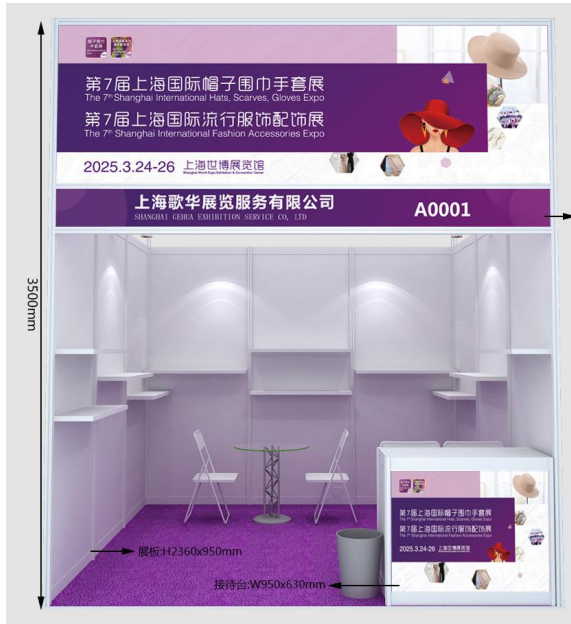 第7届上海国际帽子围巾手套展
The 7th Shanghai International Hats, Scarves, Gloves Expo
第7届上海国际流行服饰配饰展
The 7th Shanghai International Fashion Accessories Expo
2025.3.24-26 上海世博展览馆
Shanghai World Expo Exhibition & Convention Center
上海歌华展览服务有限公司
SHANGHAI GEHUA EXHIBITION SERVICE CO, LTD
A0001
3500mm
第7届上海国际帽子围巾手套展
The 7th Shanghai International Hats, Scarves, Gloves Expo
第7届上海国际流行服饰配饰展
The 7th Shanghai International Fashion Accessories Expo
2025.3.24-26 上海世博展览馆
展板:H2360x950mm
接待台:W950x630mm